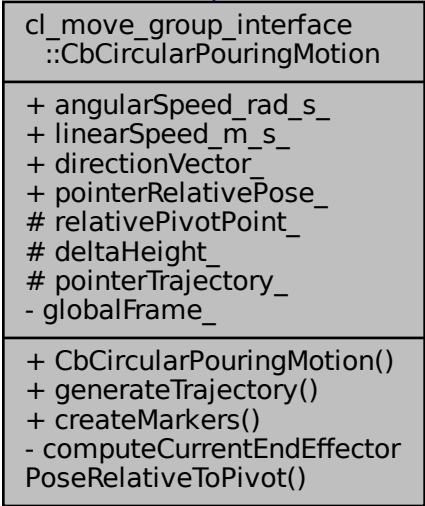 cl_move_group_interface
::CbCircularPouringMotion
+ angularSpeed_rad_s_
+ linearSpeed_m_s_
+ directionVector_
+ pointerRelativePose_
# relativePivotPoint_
# deltaHeight_
# pointerTrajectory_
- globalFrame_
+ CbCircularPouringMotion()
+ generateTrajectory()
+ createMarkers()
- computeCurrentEndEffector
PoseRelativeToPivot()